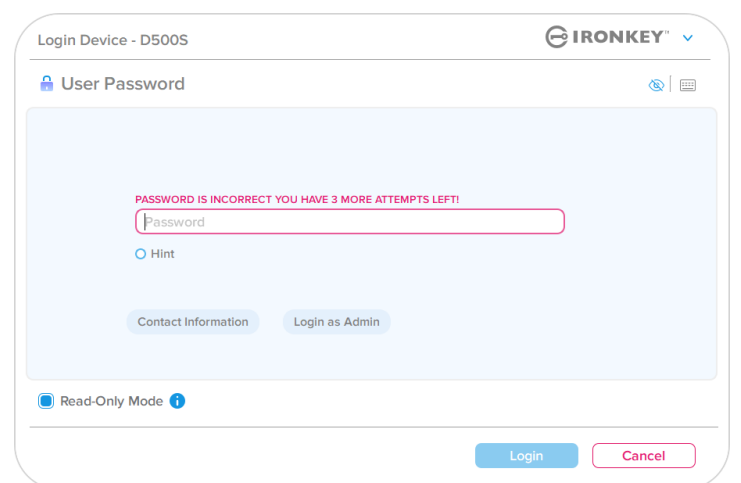 Login Device - D500S
IRONKEY™
User Password
PASSWORD IS INCORRECT YOU HAVE 3 MORE ATTEMPTS LEFT!
Password
Hint
Contact Information Login as Admin
Read-Only Mode
Login Cancel